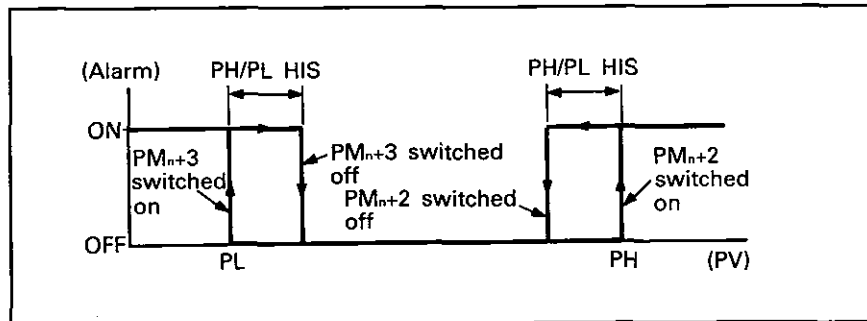 (Alarm)
PH/PL HIS
PH/PL HIS
ON
PMn+3
switched
on
PMn+3 switched
off
PMn+2 switched
off
PMn+2
switched
on
OFF
PL
PH
(PV)